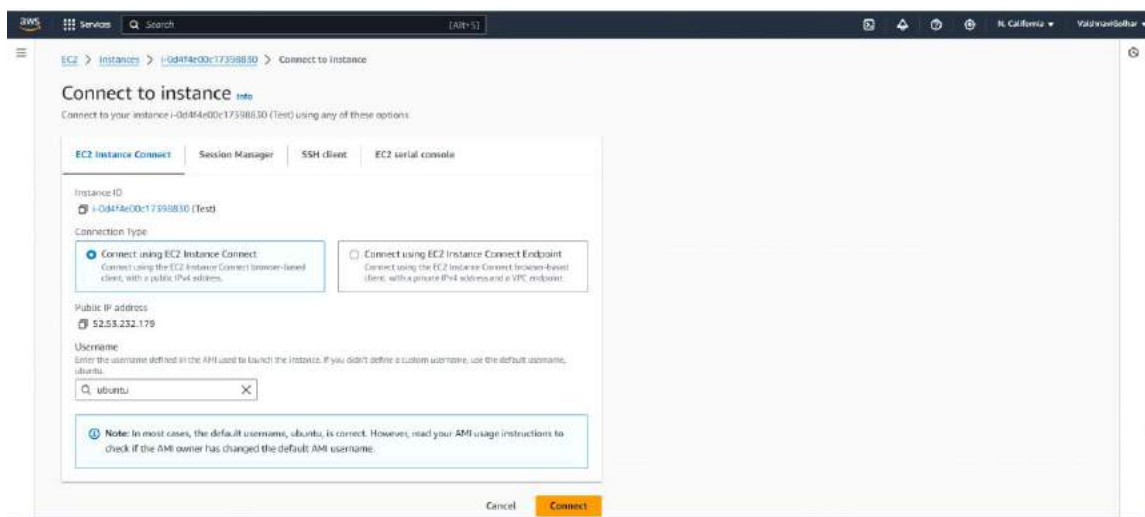 aws Services Search [Alt+S] N. California VaishnaviGolhar
EC2 > Instances > i-0d4f4e00c17398830 > Connect to instance
Connect to instance Info
Connect to your instance i-0d4f4e00c17398830 (Test) using any of these options
EC2 Instance Connect Session Manager SSH client EC2 serial console
Instance ID
i-0d4f4e00c17398830 (Test)
Connection Type
Connect using EC2 Instance Connect
Connect using the EC2 Instance Connect browser-based
client, with a public IPv4 address.
Connect using EC2 Instance Connect Endpoint
Connect using the EC2 Instance Connect browser-based
client, with a private IPv4 address and a VPC endpoint.
Public IP address
52.53.232.179
Username
Enter the username defined in the AMI used to launch the instance. If you didn't define a custom username, use the default username,
ubuntu.
ubuntu
Note: In most cases, the default username, ubuntu, is correct. However, read your AMI usage instructions to
check if the AMI owner has changed the default AMI username.
Cancel Connect